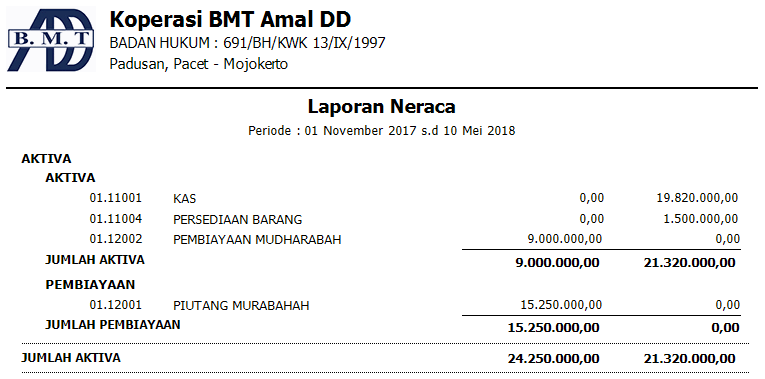 B. M. T
ADD
Koperasi BMT Amal DD
BADAN HUKUM : 691/BH/KWK 13/IX/1997
Padusan, Pacet - Mojokerto
Laporan Neraca
Periode : 01 November 2017 s.d 10 Mei 2018
AKTIVA
AKTIVA
01.11001 KAS 0,00 19.820.000,00
01.11004 PERSEDIAAN BARANG 0,00 1.500.000,00
01.12002 PEMBIAYAAN MUDHARABAH 9.000.000,00 0,00
JUMLAH AKTIVA 9.000.000,00 21.320.000,00
PEMBIAYAAN
01.12001 PIUTANG MURABAHAH 15.250.000,00 0,00
JUMLAH PEMBIAYAAN 15.250.000,00 0,00
JUMLAH AKTIVA 24.250.000,00 21.320.000,00